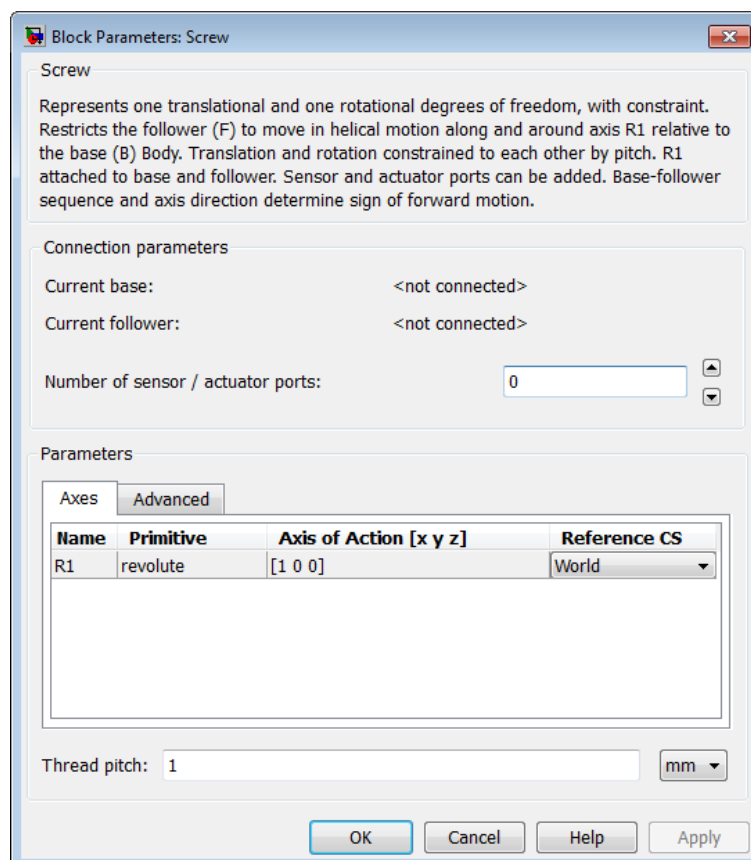 Block Parameters: Screw
Screw
Represents one translational and one rotational degrees of freedom, with constraint.
Restricts the follower (F) to move in helical motion along and around axis R1 relative to
the base (B) Body. Translation and rotation constrained to each other by pitch. R1
attached to base and follower. Sensor and actuator ports can be added. Base-follower
sequence and axis direction determine sign of forward motion.
Connection parameters
Current base: <not connected>
Current follower: <not connected>
Number of sensor / actuator ports: 0
Parameters
Axes Advanced
Name Primitive Axis of Action [x y z] Reference CS
R1 revolute [1 0 0] World
Thread pitch: 1 mm
OK Cancel Help Apply